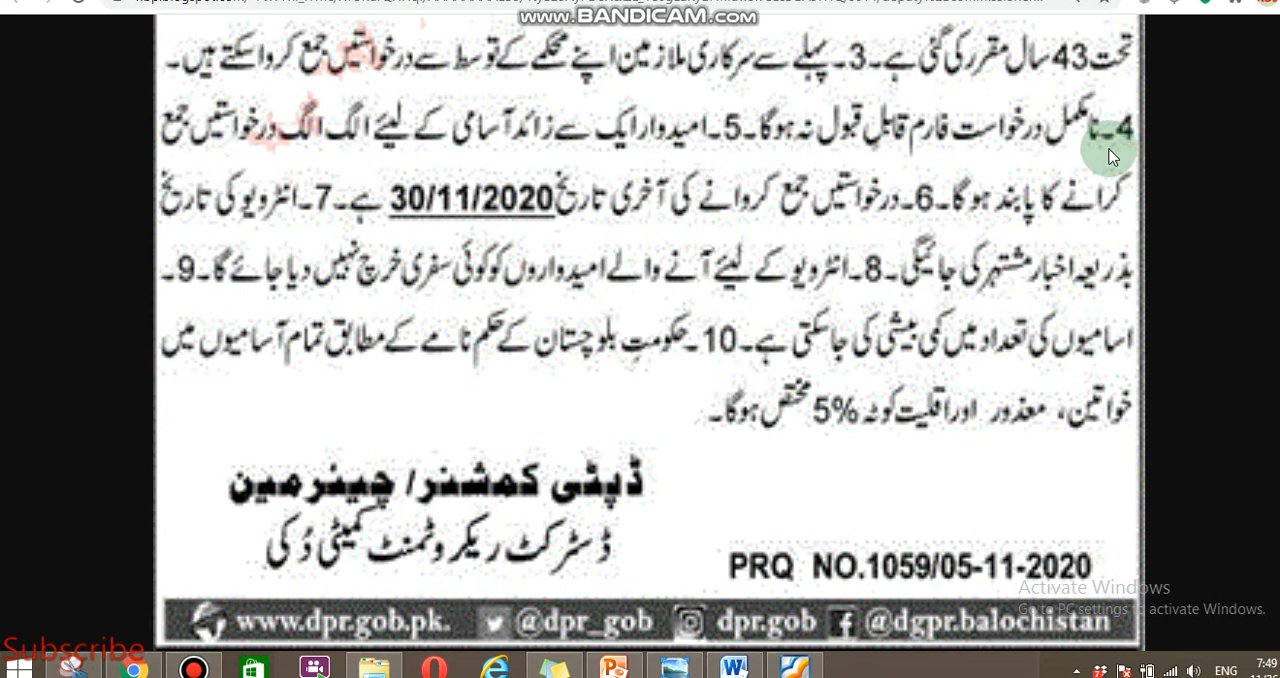 www.BANDICAM.com
تحت 43 سال مقرر کی گئی ہے۔ 3۔ پہلے سے سرکاری ملازمین اپنے محکمے کے توسط سے درخواستیں جمع کروا سکتے ہیں۔
4۔ نامکمل درخواست فارم قابلِ قبول نہ ہوگا۔ 5۔ امیدوار ایک سے زائد آسامی کے لیئے الگ الگ درخواستیں جمع
کرانے کا پابند ہوگا۔ 6۔ درخواستیں جمع کروانے کی آخری تاریخ 30/11/2020 ہے۔ 7۔ انٹرویو کی تاریخ
بذریعہ اخبار مشتہر کی جائیگی۔ 8۔ انٹرویو کے لیئے آنے والے امیدواروں کو کوئی سفری خرچ نہیں دیا جائے گا۔ 9۔
اسامیوں کی تعداد میں کمی بیشی کی جاسکتی ہے۔ 10۔ حکومتِ بلوچستان کے حکم نامے کے مطابق تمام آسامیوں میں
خواتین، معذور اور اقلیت کوٹہ 5% مختص ہوگا۔
ڈپٹی کمشنر/ چیئرمین
ڈسٹرکٹ ریکروٹمنٹ کمیٹی دُکی
PRQ NO.1059/05-11-2020
Activate Windows
Go to PC settings to activate Windows.
www.dpr.gob.pk. @dpr_gob dpr.gob @dgpr.balochistan
Subscribe
ENG 7:49